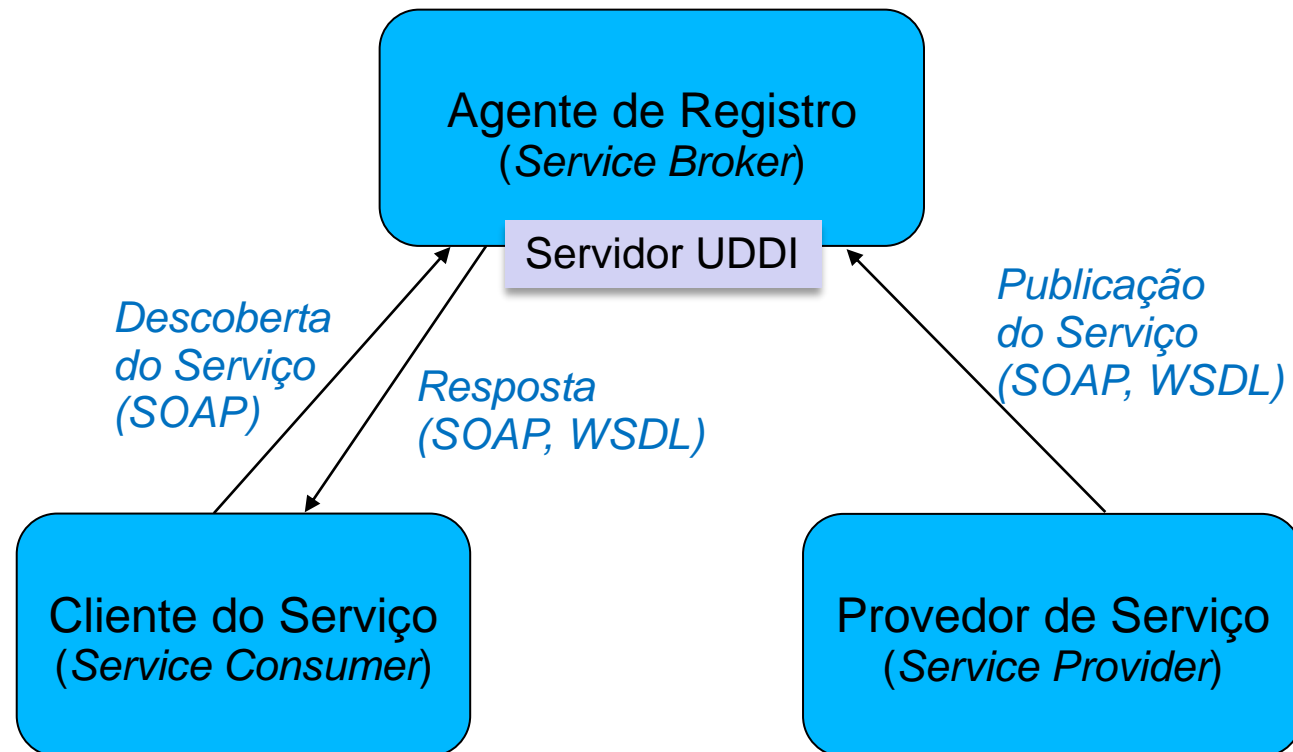 Agente de Registro
(Service Broker)
Servidor UDDI
Descoberta
do Serviço
(SOAP)
Resposta
(SOAP, WSDL)
Publicação
do Serviço
(SOAP, WSDL)
Cliente do Serviço
(Service Consumer)
Provedor de Serviço
(Service Provider)